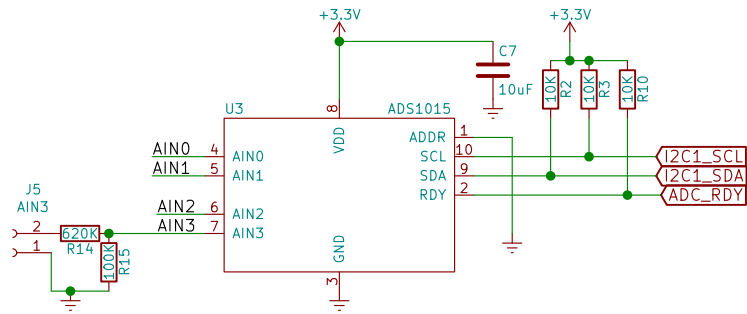 +3.3V
+3.3V
C7
10uF
10K
R2
10K
R3
10K
R10
U3
ADS1015
8
VDD
ADDR
1
AIN0
4
AIN0
SCL
10
I2C1_SCL
AIN1
5
AIN1
SDA
9
I2C1_SDA
RDY
2
ADC_RDY
J5
AIN3
AIN2
6
AIN2
AIN3
7
AIN3
2
620K
R14
1
100K
R15
GND
3